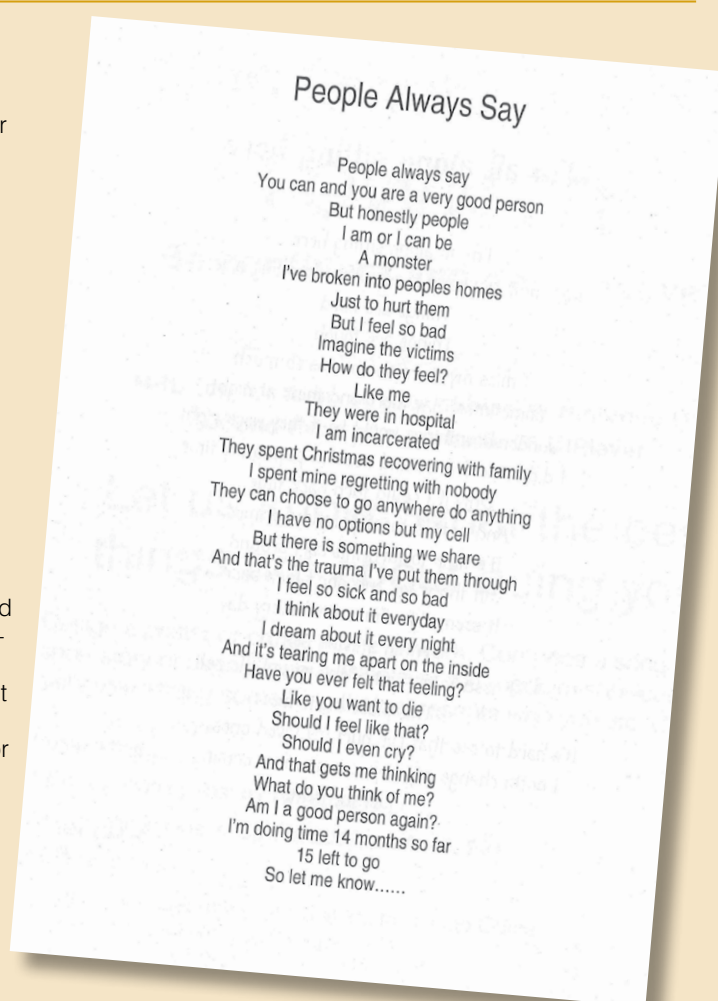 People Always Say
People always say
You can and you are a very good person
But honestly people
I am or I can be
A monster
I've broken into peoples homes
Just to hurt them
But I feel so bad
Imagine the victims
How do they feel?
Like me
They were in hospital
I am incarcerated
They spent Christmas recovering with family
I spent mine regretting with nobody
They can choose to go anywhere do anything
I have no options but my cell
But there is something we share
And that's the trauma I've put them through
I feel so sick and so bad
I think about it everyday
I dream about it every night
And it's tearing me apart on the inside
Have you ever felt that feeling?
Like you want to die
Should I feel like that?
Should I even cry?
And that gets me thinking
What do you think of me?
Am I a good person again?
I'm doing time 14 months so far
15 left to go
So let me know......